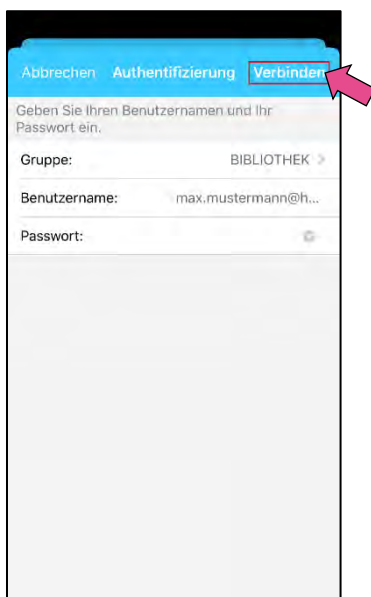 Abbrechen Authentifizierung Verbinden
Geben Sie Ihren Benutzernamen und Ihr
Passwort ein.
Gruppe: BIBLIOTHEK >
Benutzername: max.mustermann@h...
Passwort: